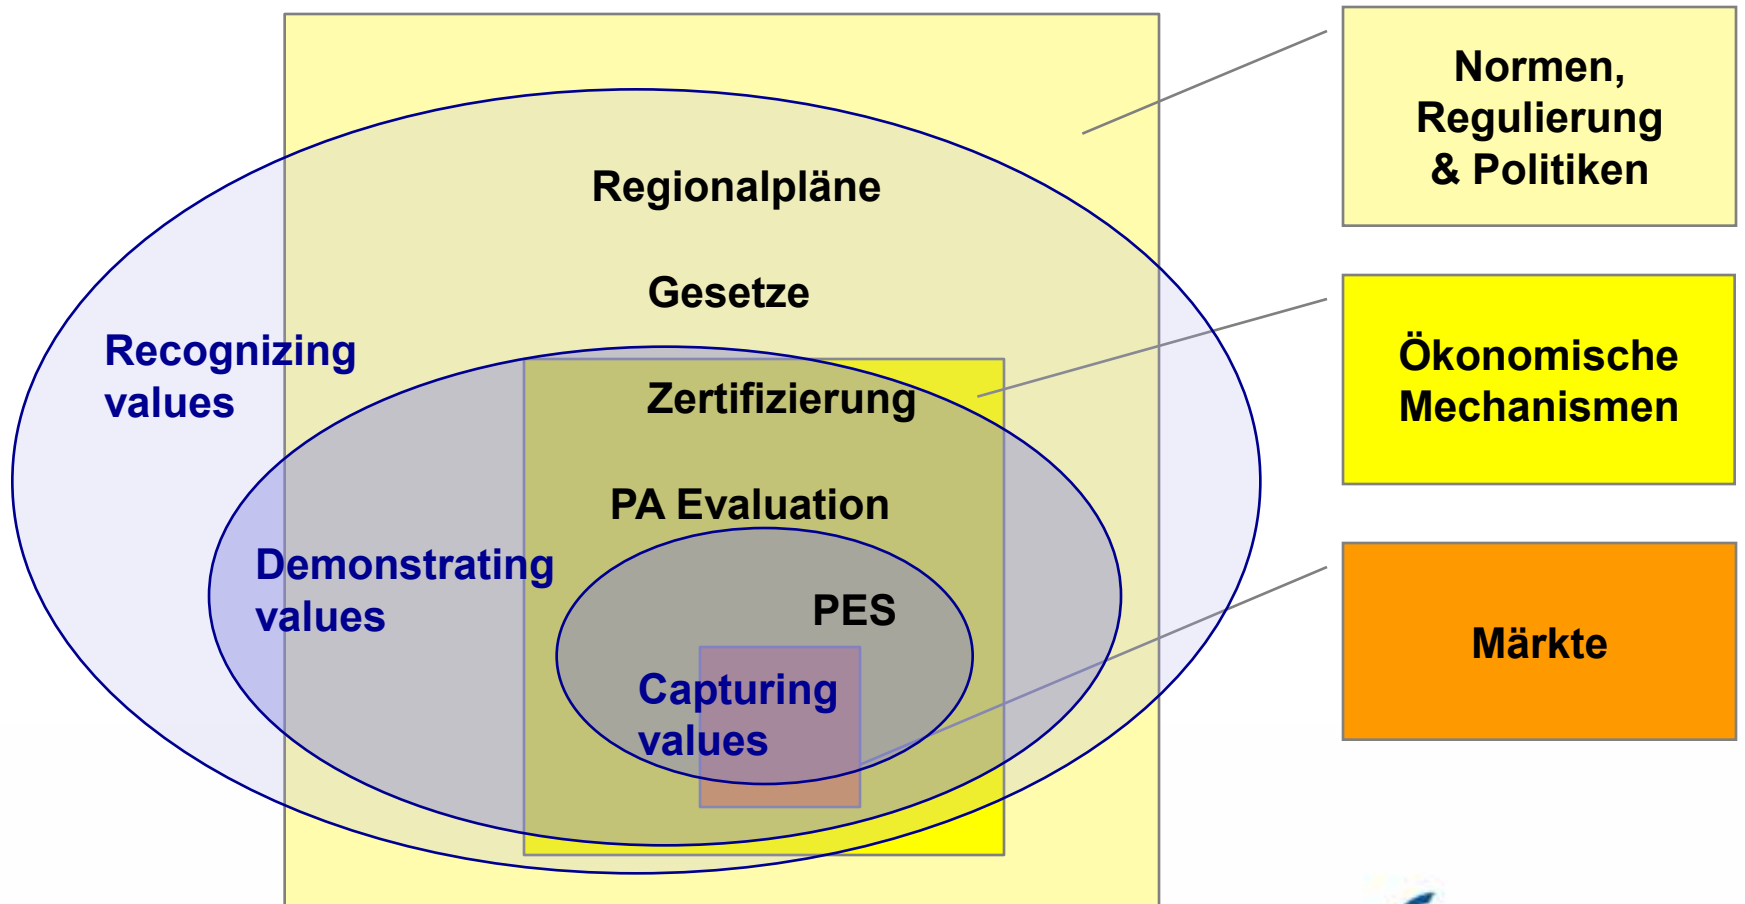 Regionalpläne
Gesetze
Recognizing
values
Zertifizierung
PA Evaluation
Demonstrating
values
PES
Capturing
values
Normen,
Regulierung
& Politiken
Ökonomische
Mechanismen
Märkte